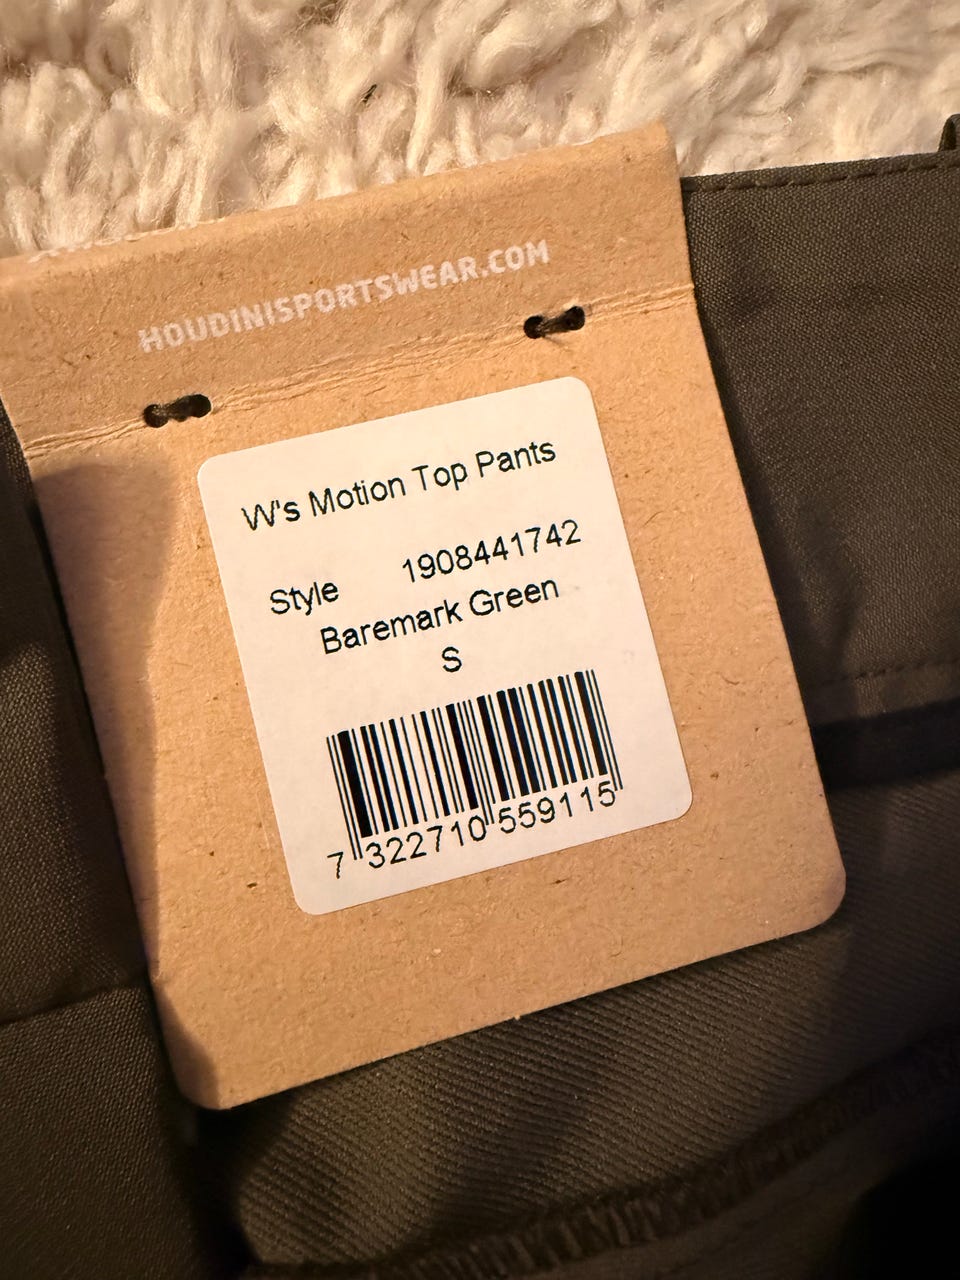 HOUDINISPORTSWEAR.COM
W's Motion Top Pants
Style 1908441742
Baremark Green
S
7 322710 559115